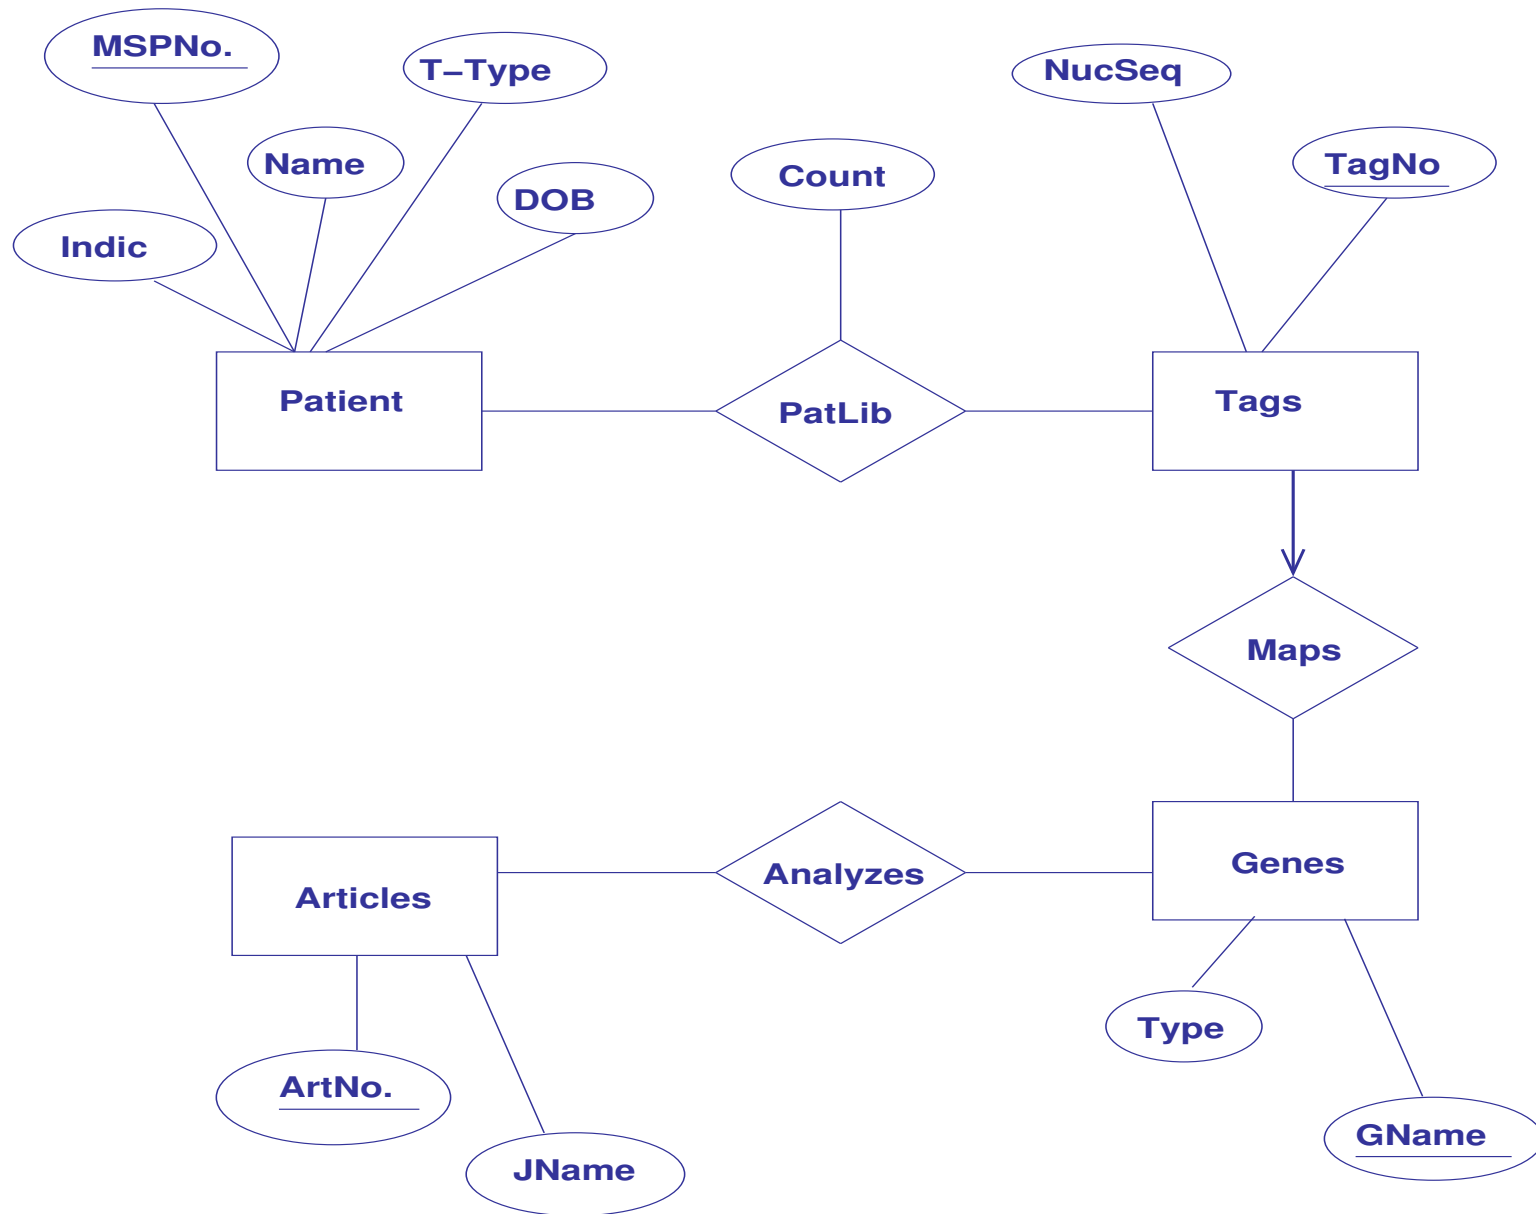 MSPNo.
T–Type
NucSeq
Name
TagNo
Count
DOB
Indic
Patient
PatLib
Tags
Maps
Articles
Analyzes
Genes
Type
ArtNo.
GName
JName